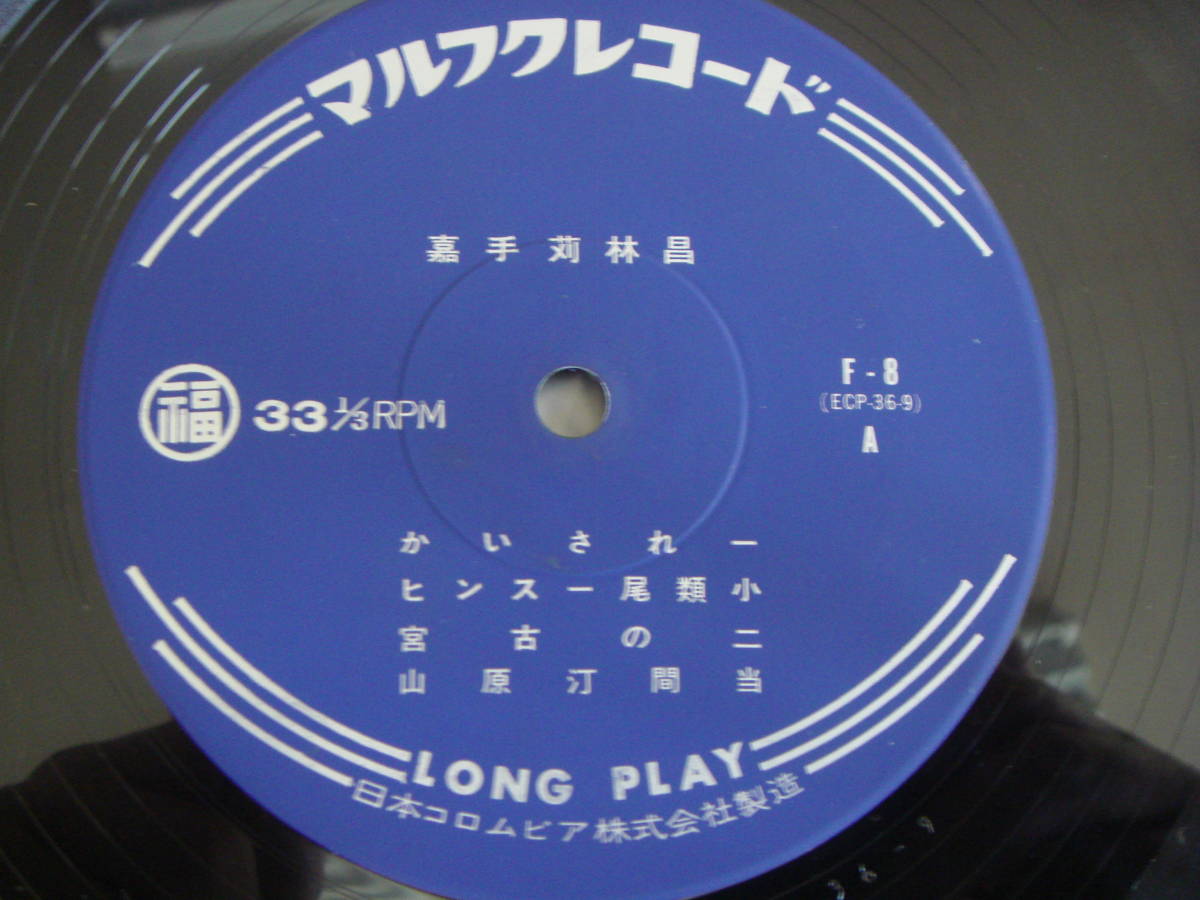 マルフクレコード
嘉手苅林昌
福
33 1/3 RPM
F-8
(ECP-36-9)
A
かいされー
ヒンスー尾類小
宮古の二
山原汀間当
LONG PLAY
日本コロムビア株式会社製造